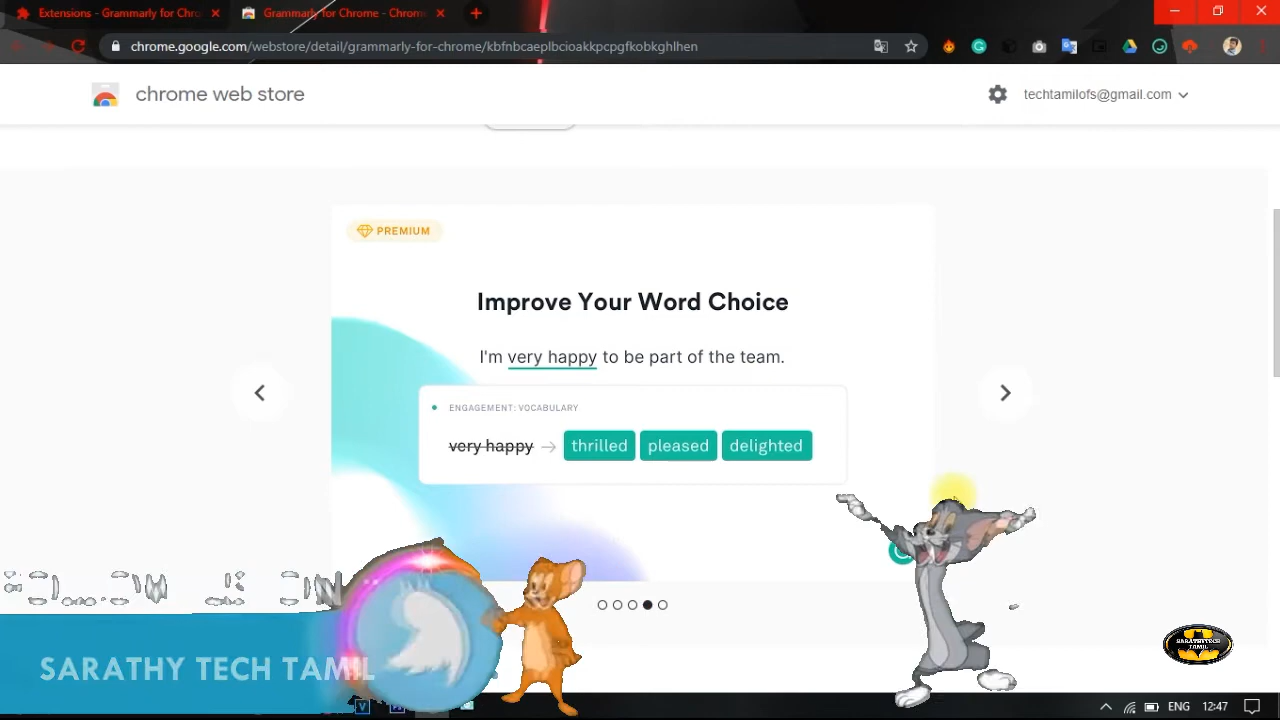 Extensions - Grammarly for Chro
Grammarly for Chrome - Chrom
chrome.google.com/webstore/detail/grammarly-for-chrome/kbfnbcaeplbcioakkpcpgfkobkghlhen
chrome web store
techtamilofs@gmail.com
PREMIUM
Improve Your Word Choice
I'm very happy to be part of the team.
ENGAGEMENT: VOCABULARY
very happy → thrilled pleased delighted
SARATHY TECH TAMIL
SARATHYTECH
TAMIL
ENG 12:47